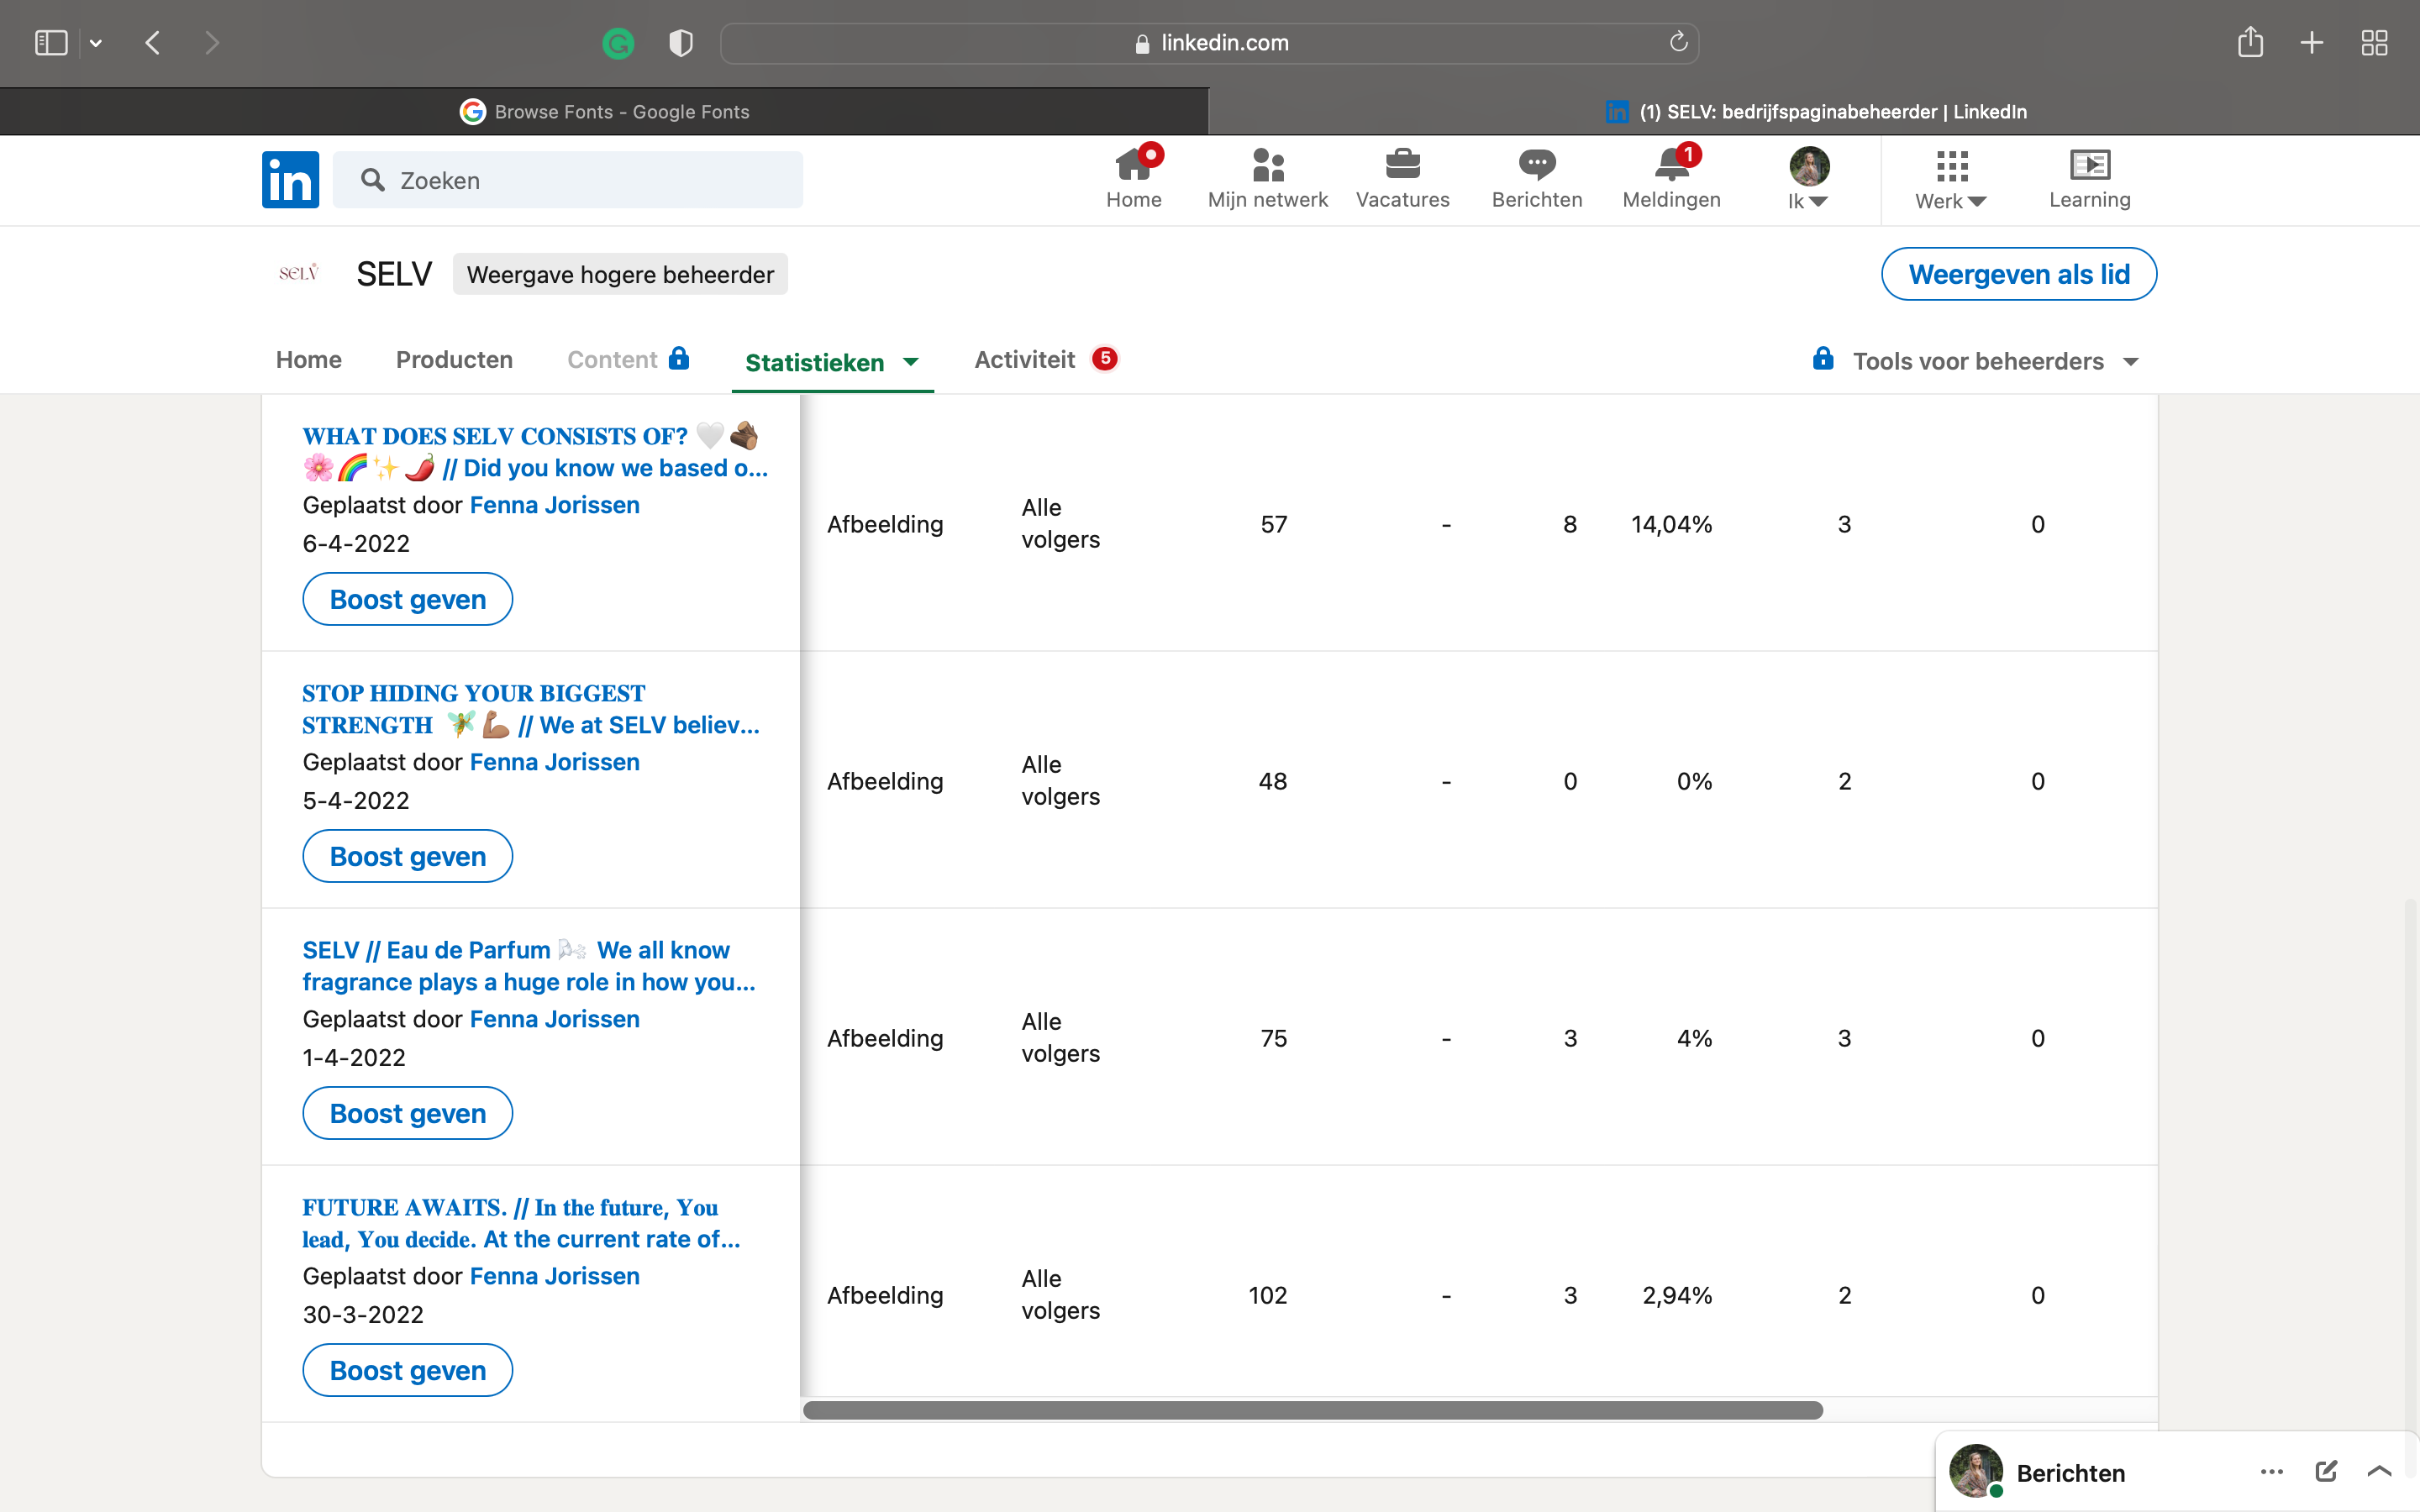 linkedin.com
Browse Fonts - Google Fonts
(1) SELV: bedrijfspaginabeheerder | LinkedIn
in
Zoeken
Home
Mijn netwerk
Vacatures
Berichten
1
Meldingen
Ik
Werk
Learning
SELV
SELV
Weergave hogere beheerder
Weergeven als lid
Home
Producten
Content
Statistieken
Activiteit 5
Tools voor beheerders
WHAT DOES SELV CONSISTS OF? 🤍🪵
🌸🌈✨🌶️ // Did you know we based o...
Geplaatst door Fenna Jorissen
6-4-2022
Boost geven
Afbeelding
Alle
volgers
57
-
8
14,04%
3
0
STOP HIDING YOUR BIGGEST
STRENGTH 🧚🏽💪🏽 // We at SELV believ...
Geplaatst door Fenna Jorissen
5-4-2022
Boost geven
Afbeelding
Alle
volgers
48
-
0
0%
2
0
SELV // Eau de Parfum 🌬️ We all know
fragrance plays a huge role in how you...
Geplaatst door Fenna Jorissen
1-4-2022
Boost geven
Afbeelding
Alle
volgers
75
-
3
4%
3
0
FUTURE AWAITS. // In the future, You
lead, You decide. At the current rate of...
Geplaatst door Fenna Jorissen
30-3-2022
Boost geven
Afbeelding
Alle
volgers
102
-
3
2,94%
2
0
Berichten